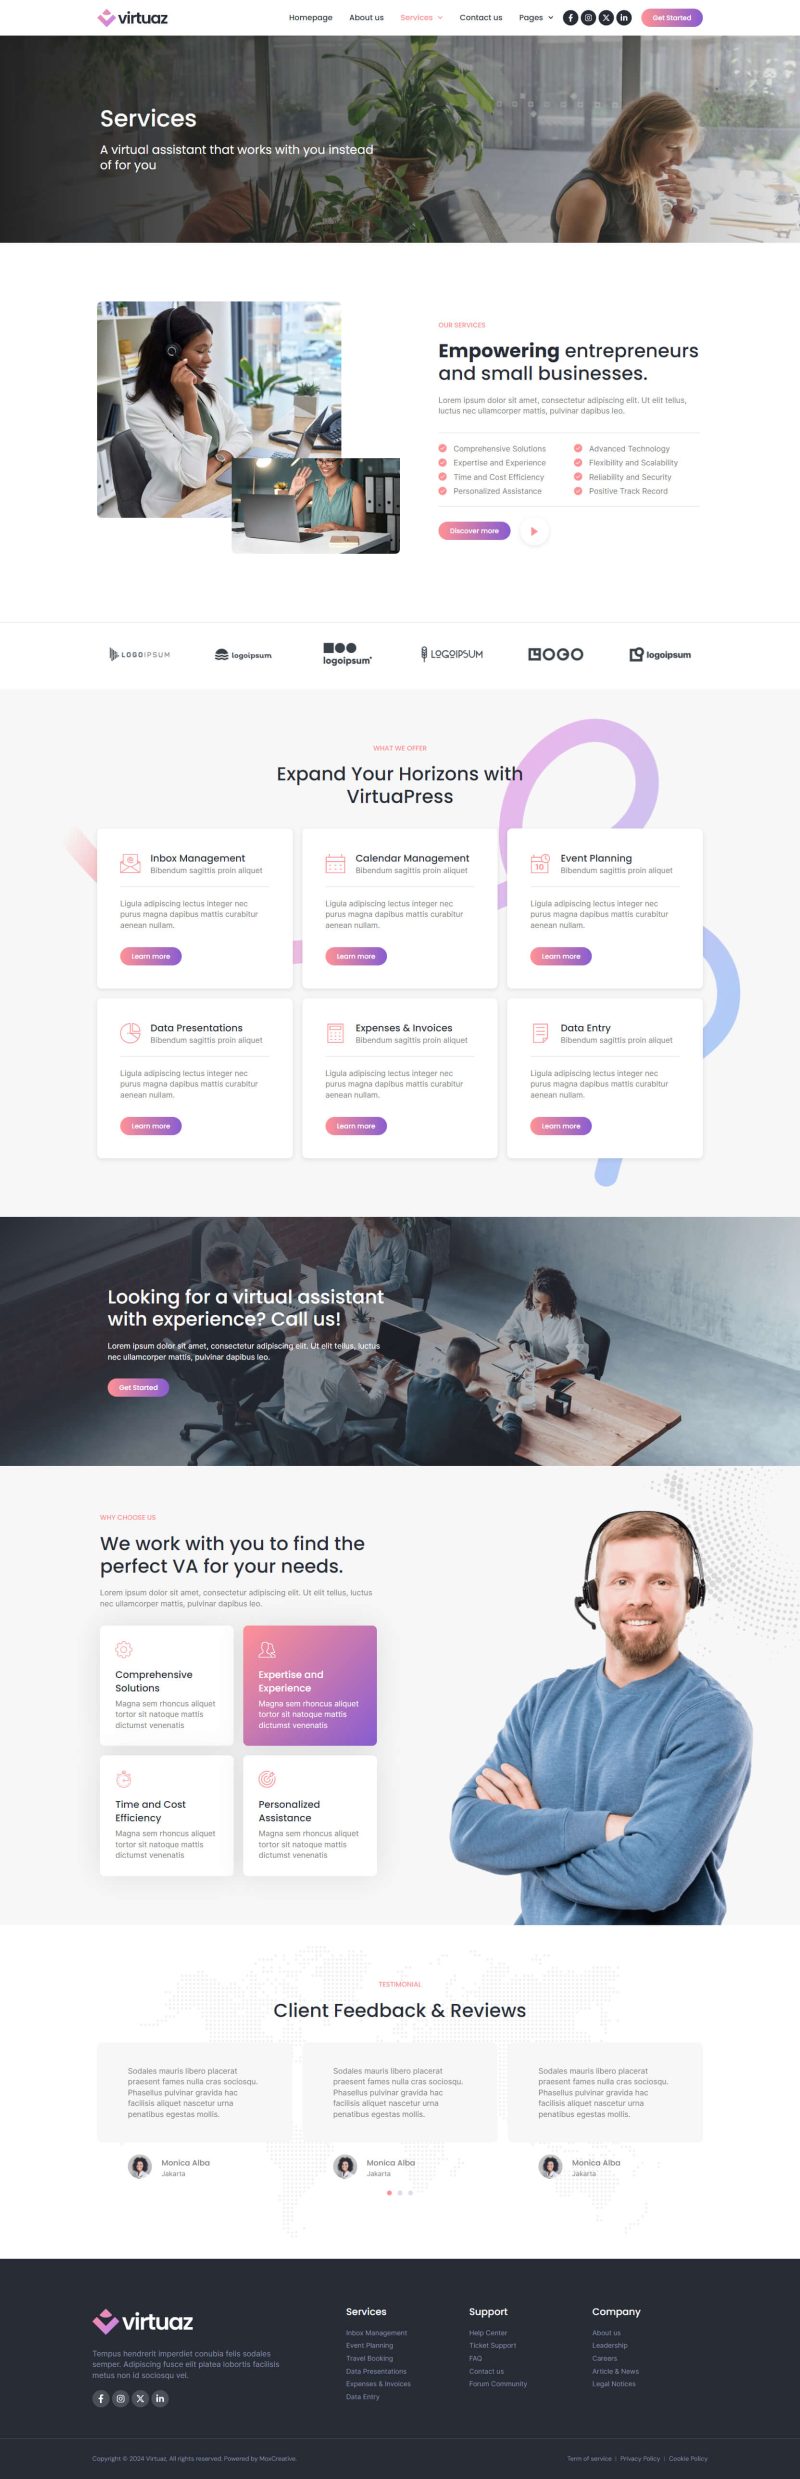 virtuaz
Homepage
About us
Services
Contact us
Pages
Get Started
Services
A virtual assistant that works with you instead
of for you
OUR SERVICES
Empowering entrepreneurs
and small businesses.
Lorem ipsum dolor sit amet, consectetur adipiscing elit. Ut elit tellus,
luctus nec ullamcorper mattis, pulvinar dapibus leo.
Comprehensive Solutions
Advanced Technology
Expertise and Experience
Flexibility and Scalability
Time and Cost Efficiency
Reliability and Security
Personalized Assistance
Positive Track Record
Discover more
LOGOIPSUM
logoipsum
logoipsum
LOGOIPSUM
LOGO
logoipsum
WHAT WE OFFER
Expand Your Horizons with
VirtuaPress
Inbox Management
Bibendum sagittis proin aliquet
Ligula adipiscing lectus integer nec
purus magna dapibus mattis curabitur
aenean nullam.
Learn more
Calendar Management
Bibendum sagittis proin aliquet
Ligula adipiscing lectus integer nec
purus magna dapibus mattis curabitur
aenean nullam.
Learn more
10
Event Planning
Bibendum sagittis proin aliquet
Ligula adipiscing lectus integer nec
purus magna dapibus mattis curabitur
aenean nullam.
Learn more
Data Presentations
Bibendum sagittis proin aliquet
Ligula adipiscing lectus integer nec
purus magna dapibus mattis curabitur
aenean nullam.
Learn more
Expenses & Invoices
Bibendum sagittis proin aliquet
Ligula adipiscing lectus integer nec
purus magna dapibus mattis curabitur
aenean nullam.
Learn more
Data Entry
Bibendum sagittis proin aliquet
Ligula adipiscing lectus integer nec
purus magna dapibus mattis curabitur
aenean nullam.
Learn more
Looking for a virtual assistant
with experience? Call us!
Lorem ipsum dolor sit amet, consectetur adipiscing elit. Ut elit tellus, luctus
nec ullamcorper mattis, pulvinar dapibus leo.
Get Started
WHY CHOOSE US
We work with you to find the
perfect VA for your needs.
Lorem ipsum dolor sit amet, consectetur adipiscing elit. Ut elit tellus, luctus
nec ullamcorper mattis, pulvinar dapibus leo.
Comprehensive
Solutions
Magna sem rhoncus aliquet
tortor sit natoque mattis
dictumst venenatis
Expertise and
Experience
Magna sem rhoncus aliquet
tortor sit natoque mattis
dictumst venenatis
Time and Cost
Efficiency
Magna sem rhoncus aliquet
tortor sit natoque mattis
dictumst venenatis
Personalized
Assistance
Magna sem rhoncus aliquet
tortor sit natoque mattis
dictumst venenatis
TESTIMONIAL
Client Feedback & Reviews
Sodales mauris libero placerat
praesent fames nulla cras sociosqu.
Phasellus pulvinar gravida hac
facilisis aliquet nascetur urna
penatibus egestas mollis.
Monica Alba
Jakarta
Sodales mauris libero placerat
praesent fames nulla cras sociosqu.
Phasellus pulvinar gravida hac
facilisis aliquet nascetur urna
penatibus egestas mollis.
Monica Alba
Jakarta
Sodales mauris libero placerat
praesent fames nulla cras sociosqu.
Phasellus pulvinar gravida hac
facilisis aliquet nascetur urna
penatibus egestas mollis.
Monica Alba
Jakarta
virtuaz
Tempus hendrerit imperdiet conubia felis sodales
semper. Adipiscing fusce elit platea lobortis facilisis
metus non id sociosqu vel.
Services
Inbox Management
Event Planning
Travel Booking
Data Presentations
Expenses & Invoices
Data Entry
Support
Help Center
Ticket Support
FAQ
Contact us
Forum Community
Company
About us
Leadership
Careers
Article & News
Legal Notices
Copyright © 2024 Virtuaz. All rights reserved. Powered by MoxCreative.
Term of service | Privacy Policy | Cookie Policy